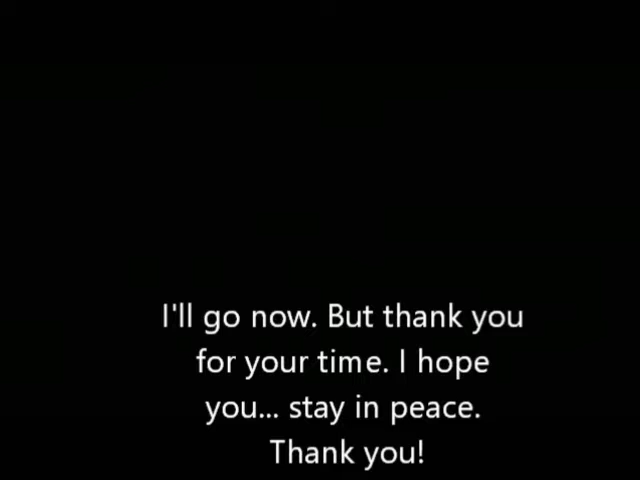 I'll go now. But thank you
for your time. I hope
you... stay in peace.
Thank you!